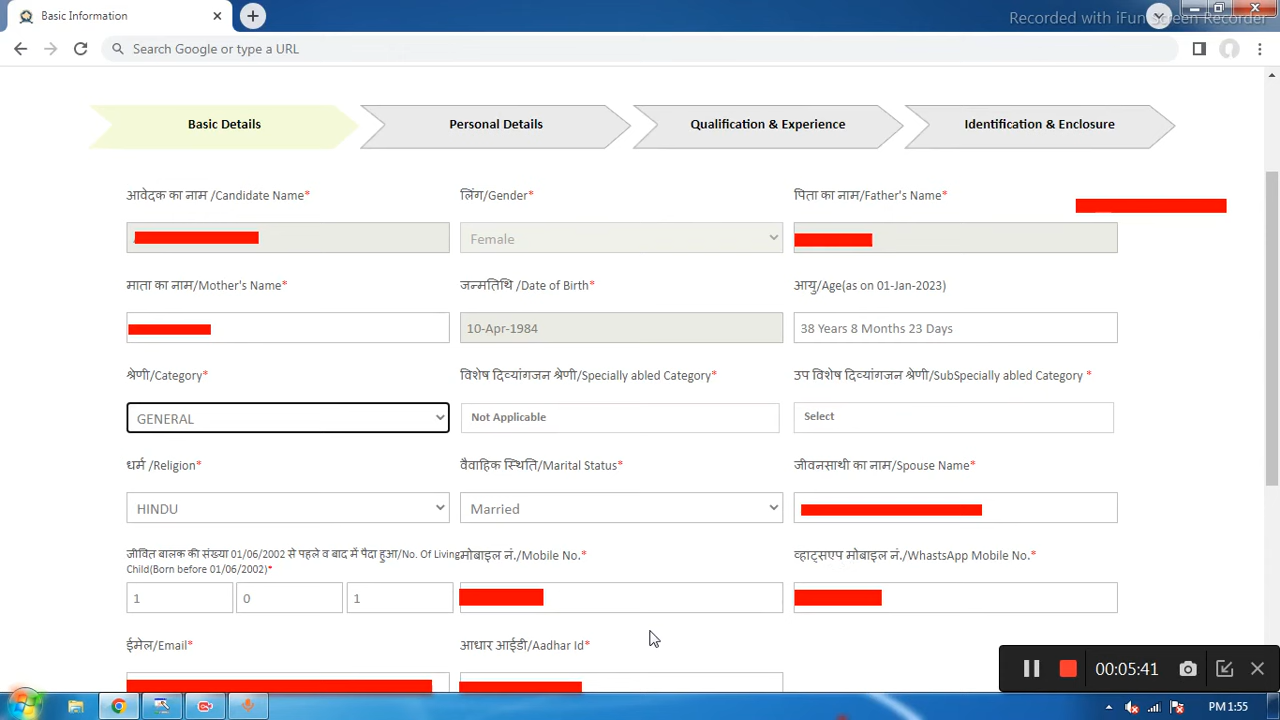 Basic Information
Recorded with iFun Screen Recorder
Search Google or type a URL
Basic Details
Personal Details
Qualification & Experience
Identification & Enclosure
आवेदक का नाम /Candidate Name*
लिंग/Gender*
पिता का नाम/Father's Name*
Female
माता का नाम/Mother's Name*
जन्मतिथि /Date of Birth*
आयु/Age(as on 01-Jan-2023)
10-Apr-1984
38 Years 8 Months 23 Days
श्रेणी/Category*
विशेष दिव्यांगजन श्रेणी/Specially abled Category*
उप विशेष दिव्यांगजन श्रेणी/SubSpecially abled Category *
GENERAL
Not Applicable
Select
धर्म /Religion*
वैवाहिक स्थिति/Marital Status*
जीवनसाथी का नाम/Spouse Name*
HINDU
Married
जीवित बालक की संख्या 01/06/2002 से पहले व बाद में पैदा हुआ/No. Of Living
Child(Born before 01/06/2002)*
मोबाइल नं./Mobile No.*
व्हाट्सएप मोबाइल नं./WhastsApp Mobile No.*
1
0
1
ईमेल/Email*
आधार आईडी/Aadhar Id*
00:05:41
PM 1:55